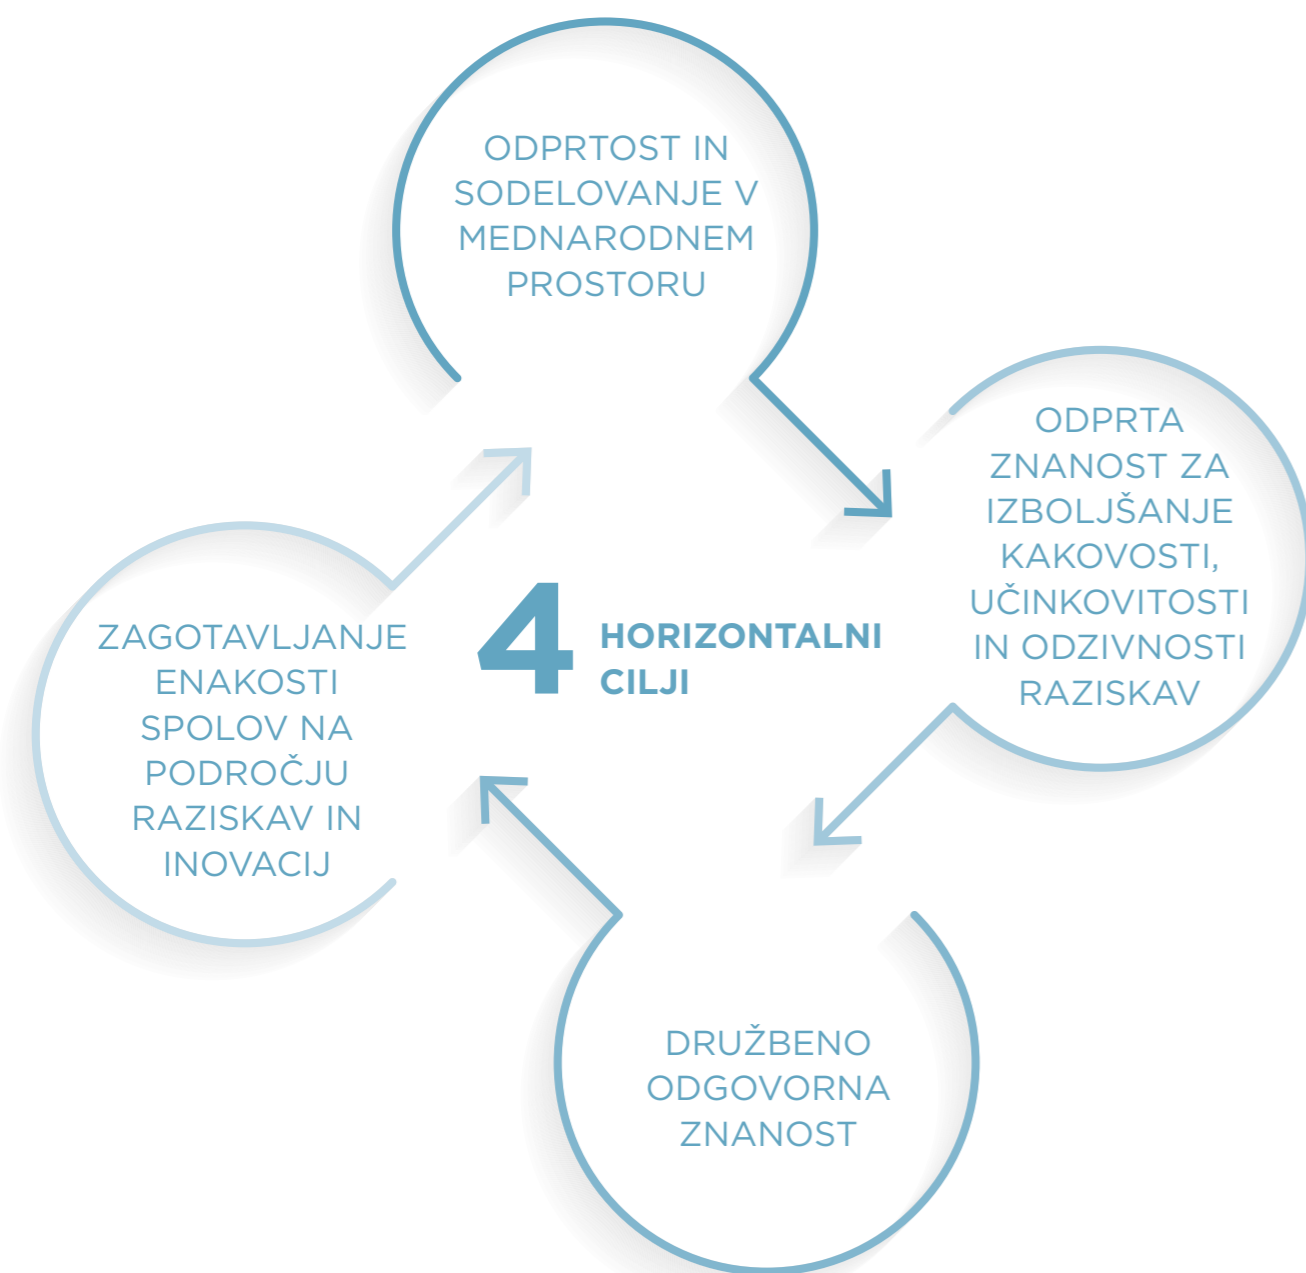 ODPRTOST IN
SODELOVANJE V
MEDNARODNEM
PROSTORU
ODPRTA
ZNANOST ZA
IZBOLJŠANJE
KAKOVOSTI,
UČINKOVITOSTI
IN ODZIVNOSTI
RAZISKAV
4 HORIZONTALNI
CILJI
ZAGOTAVLJANJE
ENAKOSTI
SPOLOV NA
PODROČJU
RAZISKAV IN
INOVACIJ
DRUŽBENO
ODGOVORNA
ZNANOST